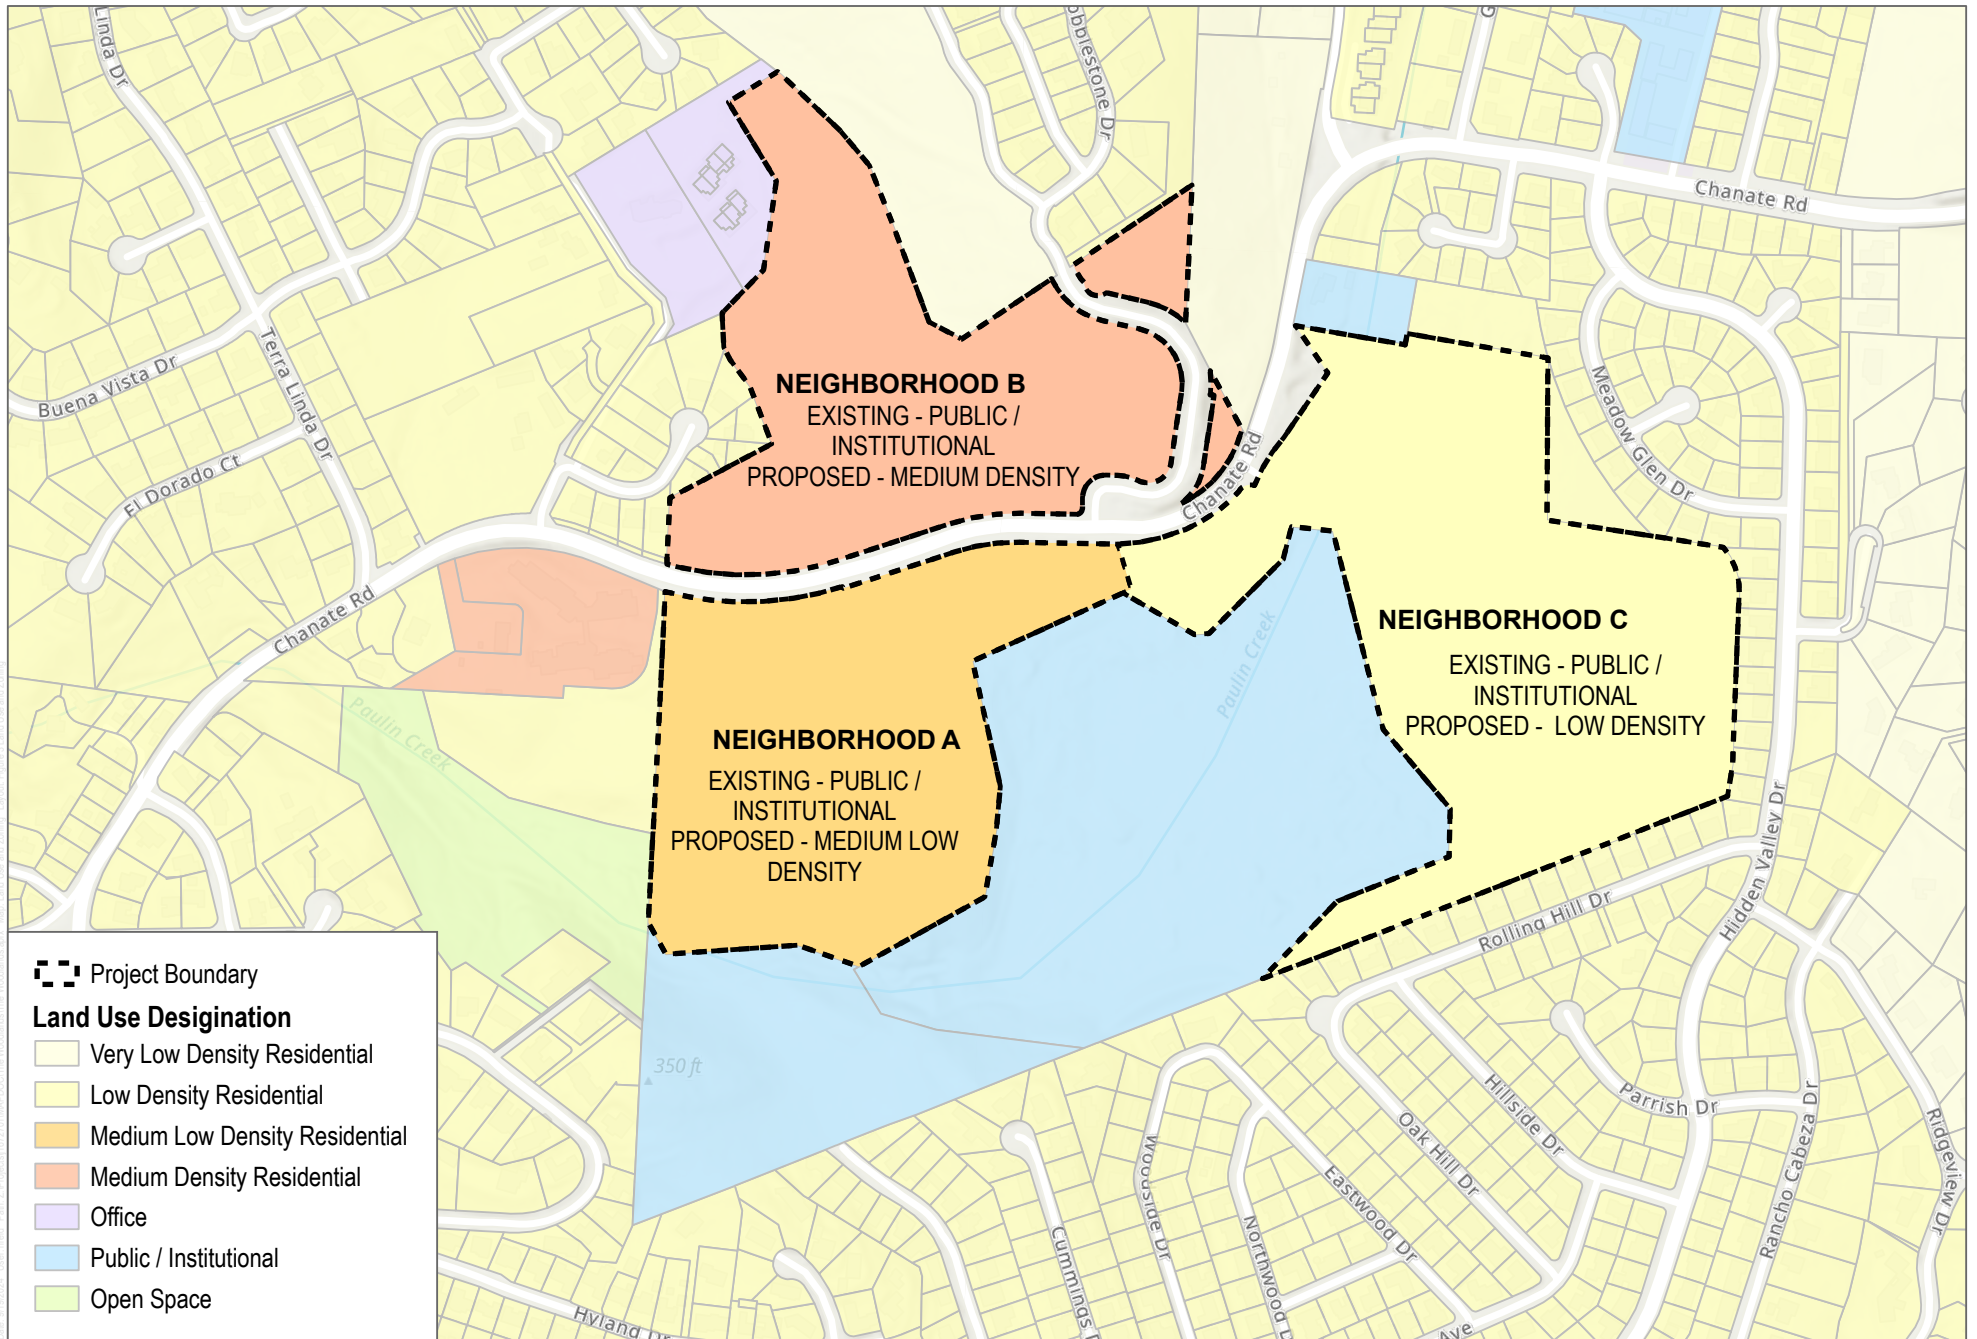 Linda Dr
obblestone Dr
G
Chanate Rd
Buena Vista Dr
Terra Linda Dr
El Dorado Ct
NEIGHBORHOOD B
EXISTING - PUBLIC /
INSTITUTIONAL
PROPOSED - MEDIUM DENSITY
Chanate Rd
Meadow Glen Dr
Chanate Rd
Paulin Creek
Paulin Creek
NEIGHBORHOOD C
EXISTING - PUBLIC /
INSTITUTIONAL
PROPOSED - LOW DENSITY
NEIGHBORHOOD A
EXISTING - PUBLIC /
INSTITUTIONAL
PROPOSED - MEDIUM LOW
DENSITY
Hidden Valley Dr
Rolling Hill Dr
350 ft
Project Boundary
Land Use Desigination
Very Low Density Residential
Low Density Residential
Medium Low Density Residential
Medium Density Residential
Office
Public / Institutional
Open Space
Hillside Dr
Parrish Dr
Oak Hill Dr
Eastwood Dr
Woodside Dr
Northwood D
Cummings D
Rancho Cabeza Dr
Ridgeview Dr
Hyland Dr
Ave